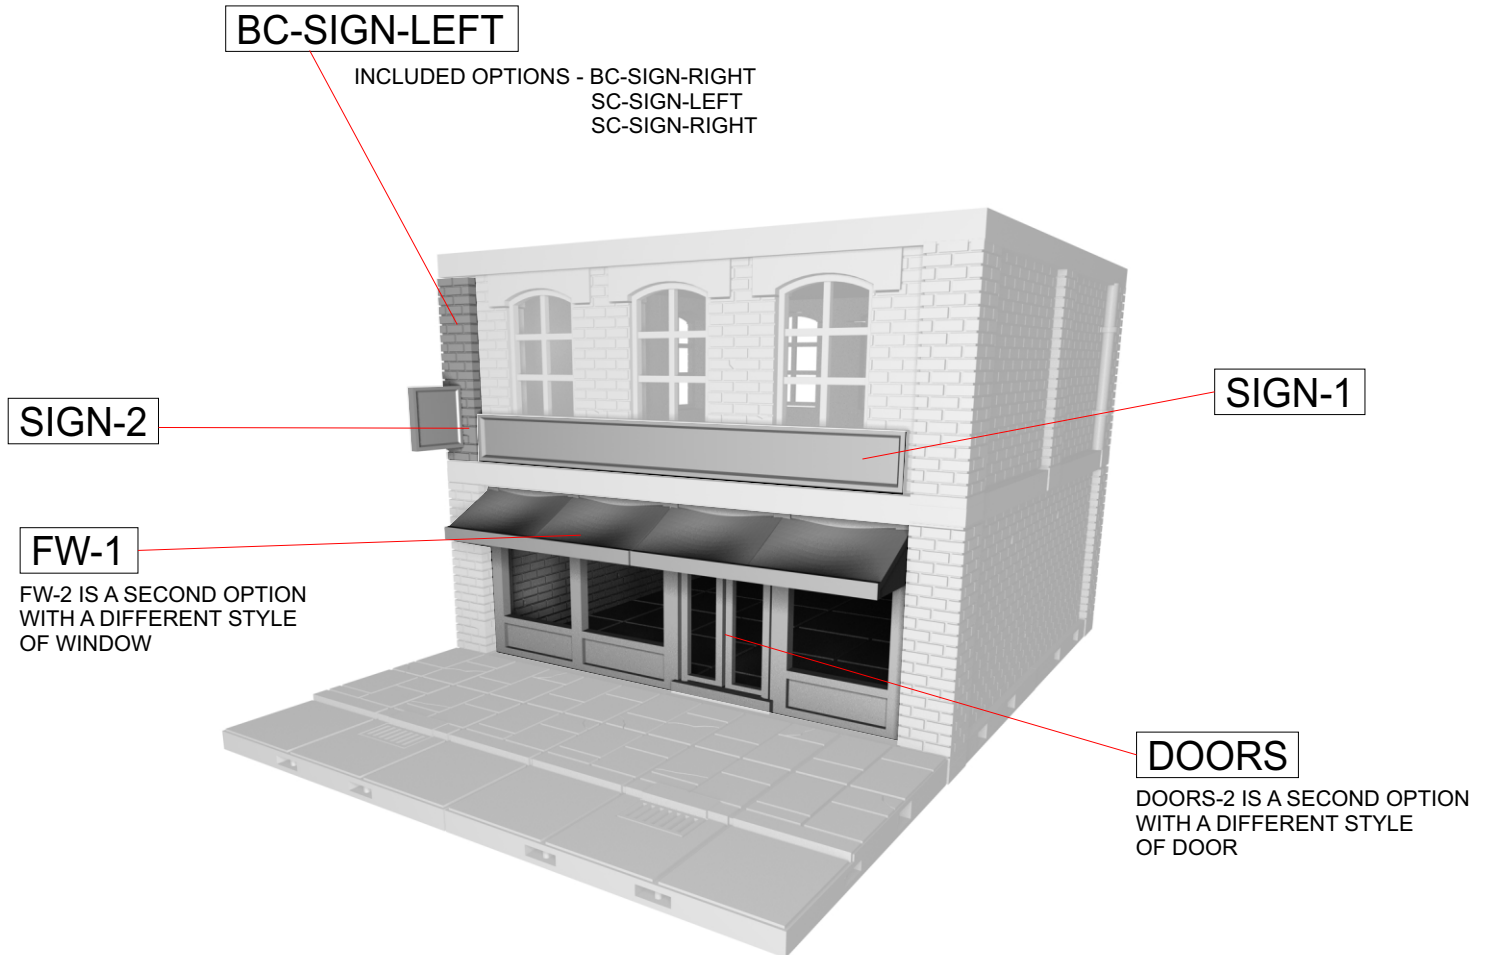 BC-SIGN-LEFT
INCLUDED OPTIONS - BC-SIGN-RIGHT
SC-SIGN-LEFT
SC-SIGN-RIGHT
SIGN-1
SIGN-2
FW-1
FW-2 IS A SECOND OPTION
WITH A DIFFERENT STYLE
OF WINDOW
DOORS
DOORS-2 IS A SECOND OPTION
WITH A DIFFERENT STYLE
OF DOOR